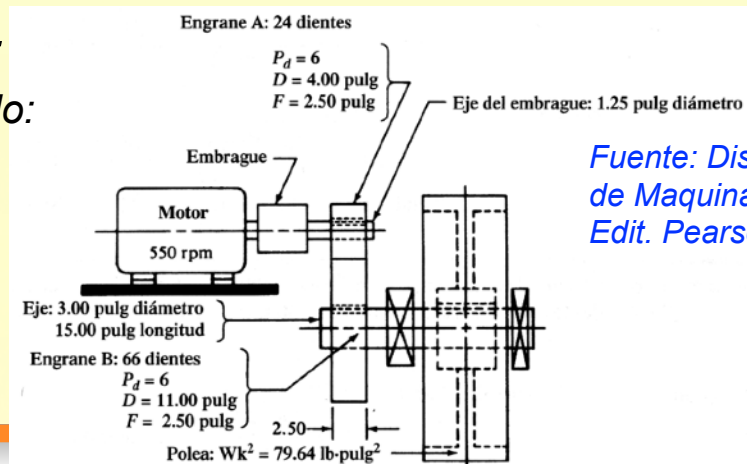 Engrane A: 24 dientes
P_d = 6
D = 4.00 pulg
F = 2.50 pulg
lo:
Eje del embrague: 1.25 pulg diámetro
Embrague
Fuente: Dis
de Maquina
Edit. Pears
Motor
550 rpm
Eje: 3.00 pulg diámetro
15.00 pulg longitud
Engrane B: 66 dientes
P_d = 6
D = 11.00 pulg
F = 2.50 pulg
2.50
Polea: Wk² = 79.64 lb·pulg²